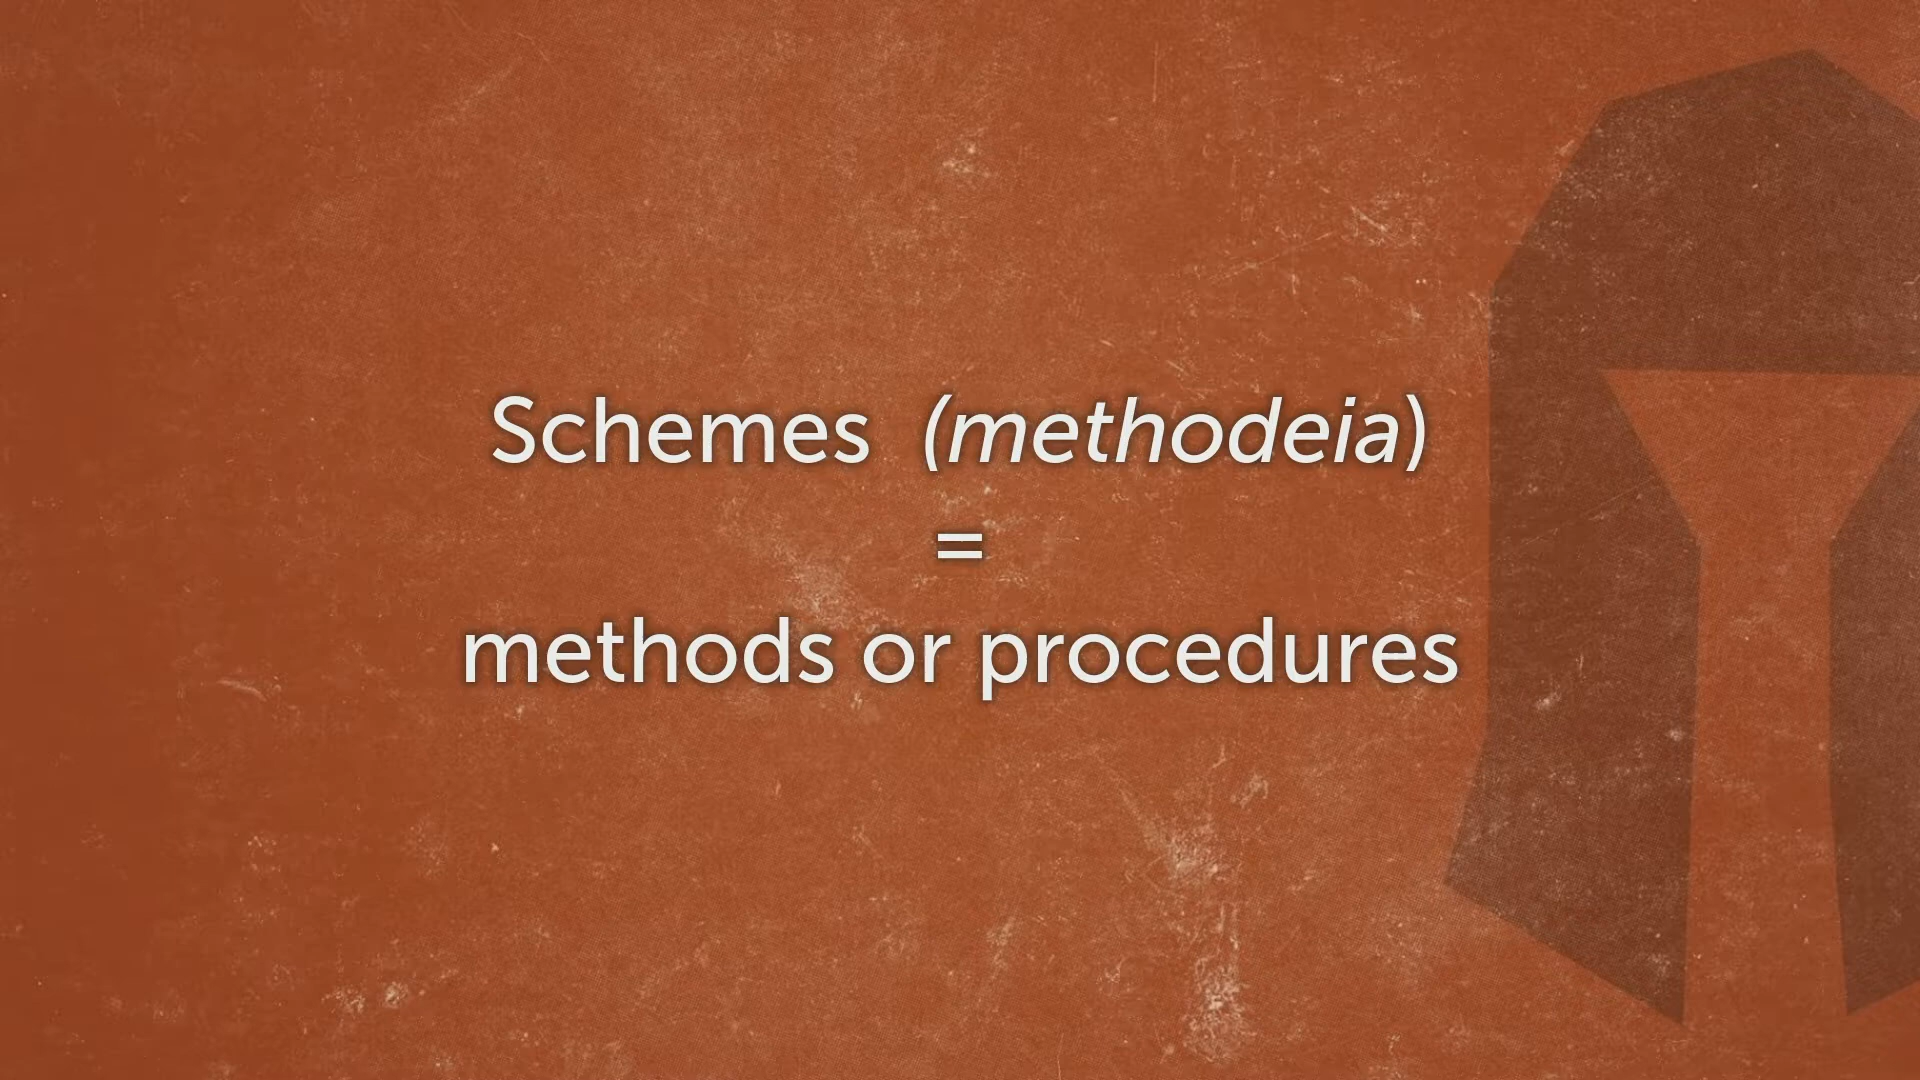 Schemes (methodeia)
=
methods or procedures